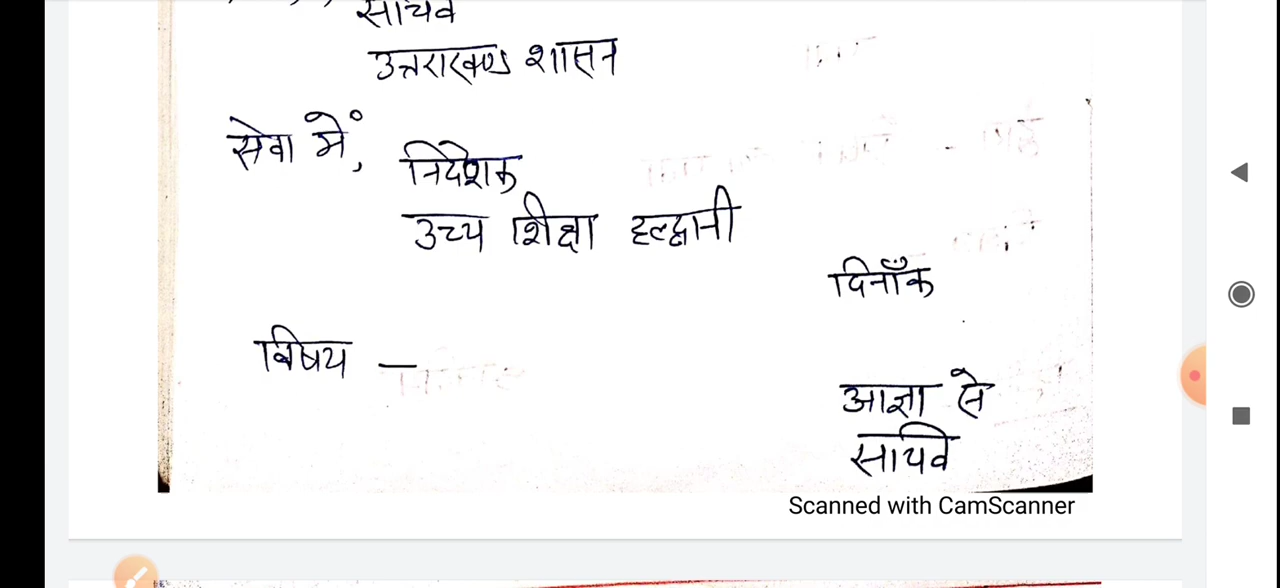 सचिव
उत्तराखण्ड शासन
सेवा में,
निदेशक
उच्च शिक्षा हल्द्वानी
दिनाँक
विषय –
आज्ञा से
सचिव
Scanned with CamScanner